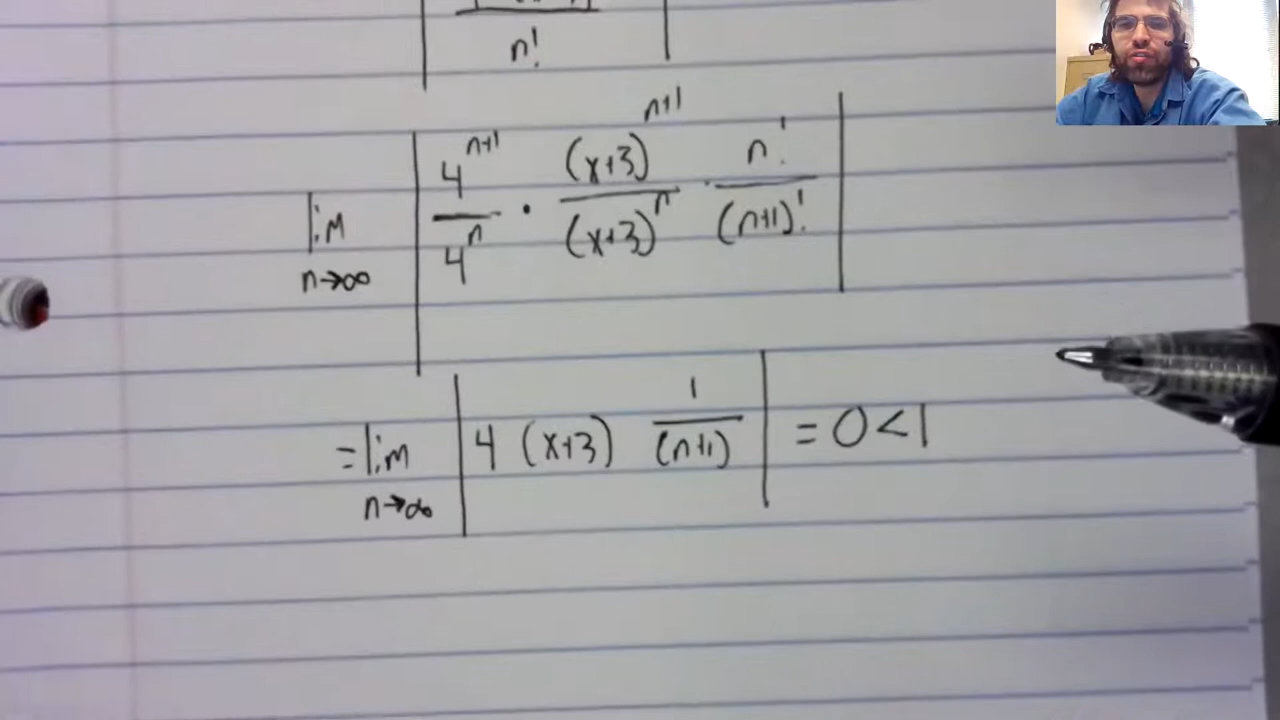 n!
lim n→∞ | 4^(n+1) / 4^n · (x+3)^(n+1) / (x+3)^n · n! / (n+1)! |
= lim n→∞ | 4 (x+3) 1 / (n+1) | = 0 < 1